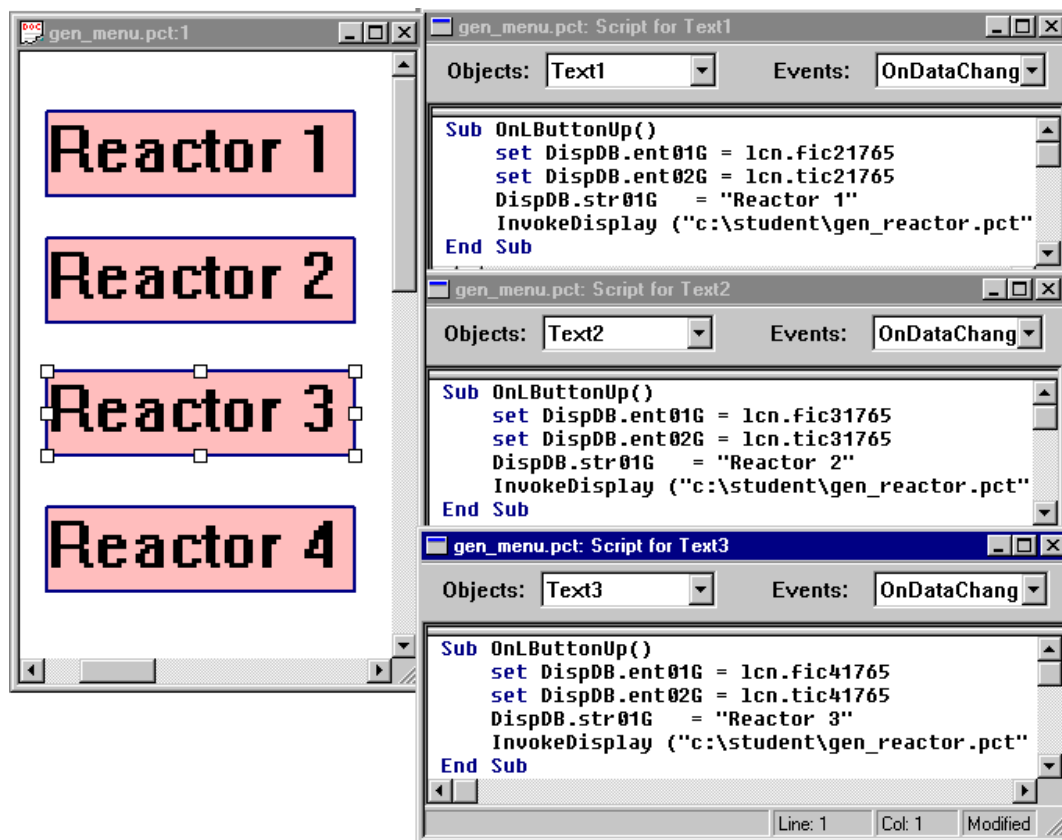 gen_menu.pct:1
Reactor 1
Reactor 2
Reactor 3
Reactor 4
gen_menu.pct: Script for Text1
Objects: Text1 Events: OnDataChang
Sub OnLButtonUp()
set DispDB.ent01G = lcn.fic21765
set DispDB.ent02G = lcn.tic21765
DispDB.str01G = "Reactor 1"
InvokeDisplay ("c:\student\gen_reactor.pct"
End Sub
gen_menu.pct: Script for Text2
Objects: Text2 Events: OnDataChang
Sub OnLButtonUp()
set DispDB.ent01G = lcn.fic31765
set DispDB.ent02G = lcn.tic31765
DispDB.str01G = "Reactor 2"
InvokeDisplay ("c:\student\gen_reactor.pct"
End Sub
gen_menu.pct: Script for Text3
Objects: Text3 Events: OnDataChang
Sub OnLButtonUp()
set DispDB.ent01G = lcn.fic41765
set DispDB.ent02G = lcn.tic41765
DispDB.str01G = "Reactor 3"
InvokeDisplay ("c:\student\gen_reactor.pct"
End Sub
Line: 1 Col: 1 Modified